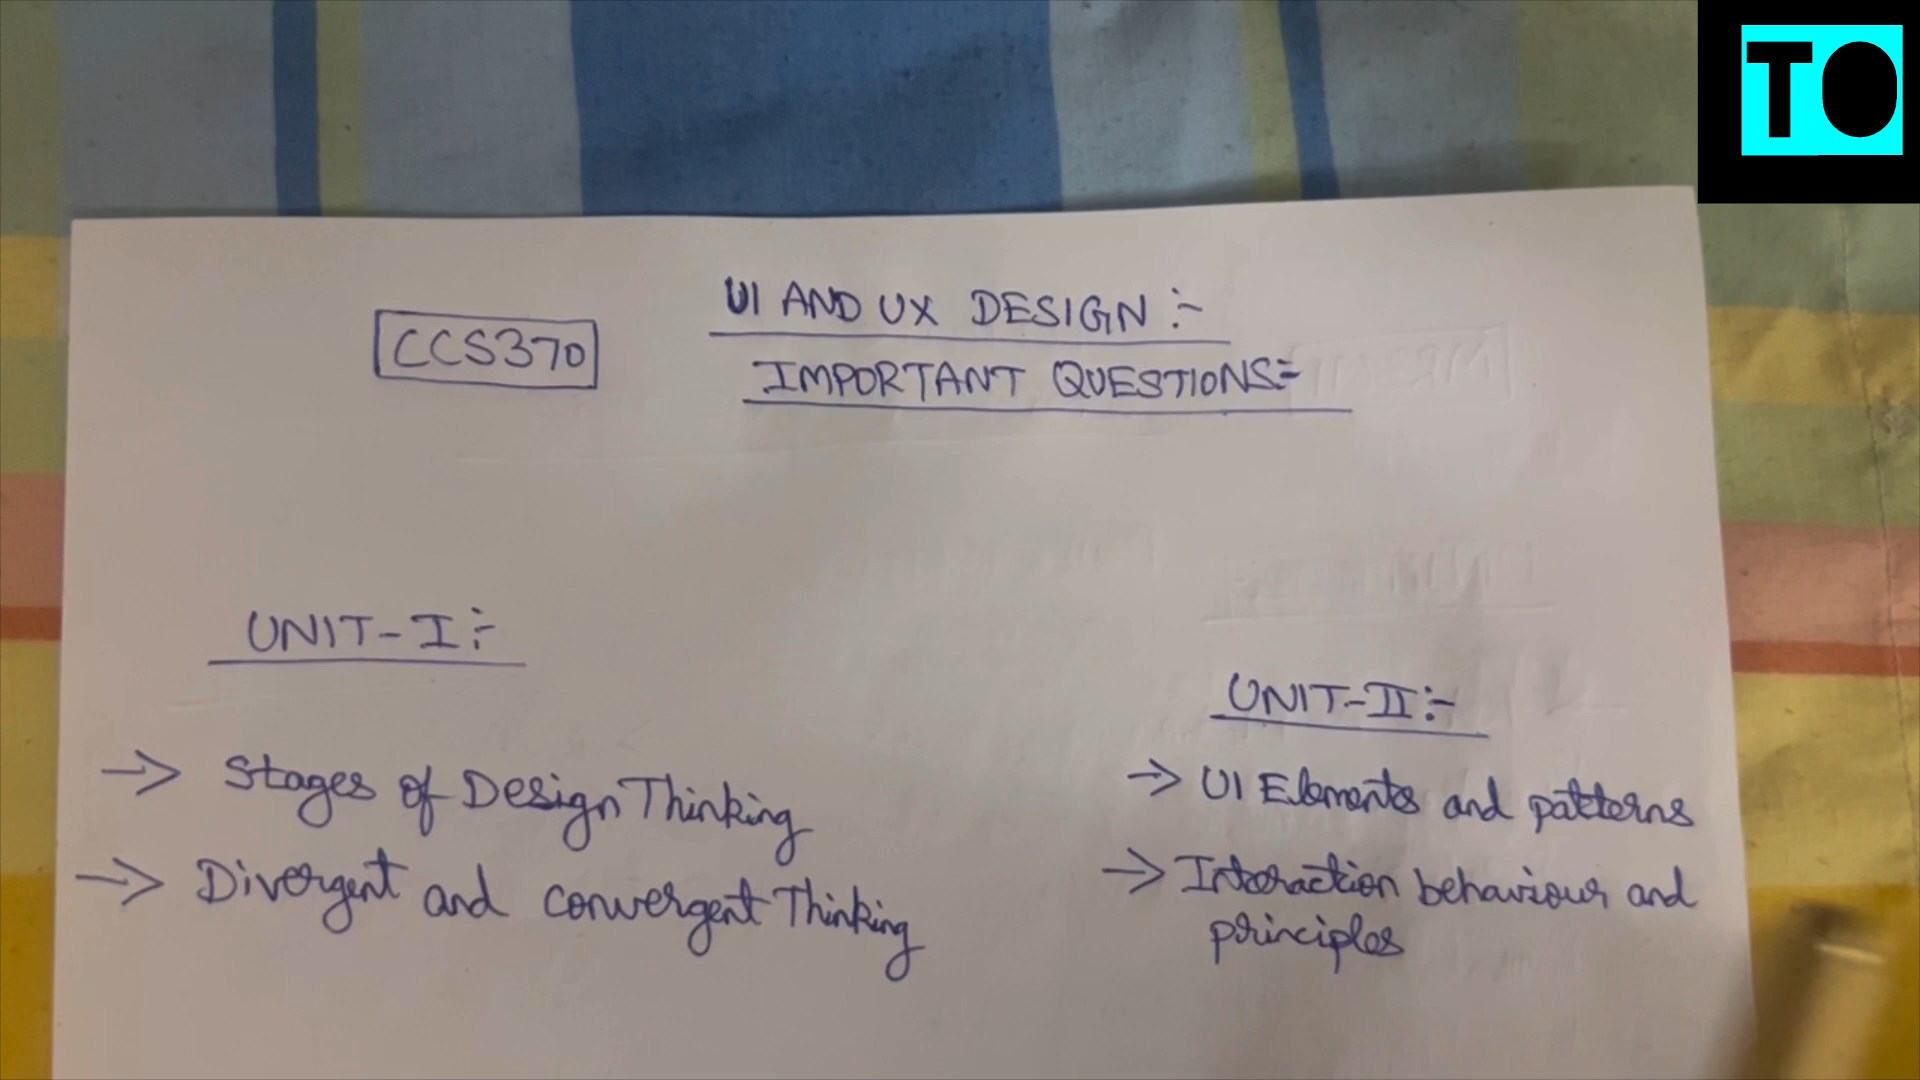 TO
UI AND UX DESIGN :-
CCS370
IMPORTANT QUESTIONS:-
UNIT-I :-
→ Stages of Design Thinking
→ Divergent and convergent Thinking
UNIT-II :-
→ UI Elements and patterns
→ Interaction behaviour and
principles